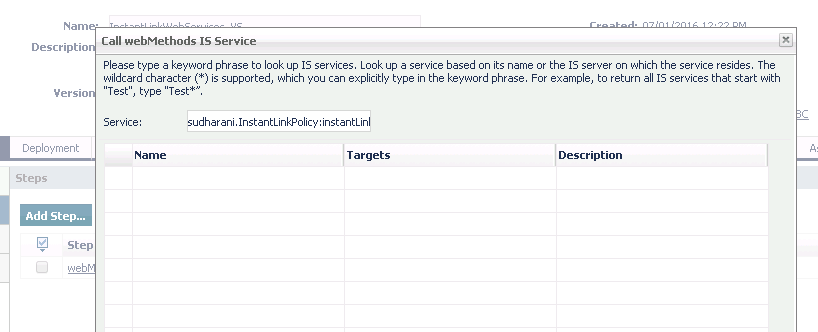 Name: InstantLinkWebServices_VS
Created: 07/01/2016 12:22 PM
Call webMethods IS Service
Description
Please type a keyword phrase to look up IS services. Look up a service based on its name or the IS server on which the service resides. The
wildcard character (*) is supported, which you can explicitly type in the keyword phrase. For example, to return all IS services that start with
"Test", type "Test*".
Version
BC
Service: sudharani.InstantLinkPolicy:instantLinl
Deployment
As
Name Targets Description
Steps
Add Step...
Step
webM